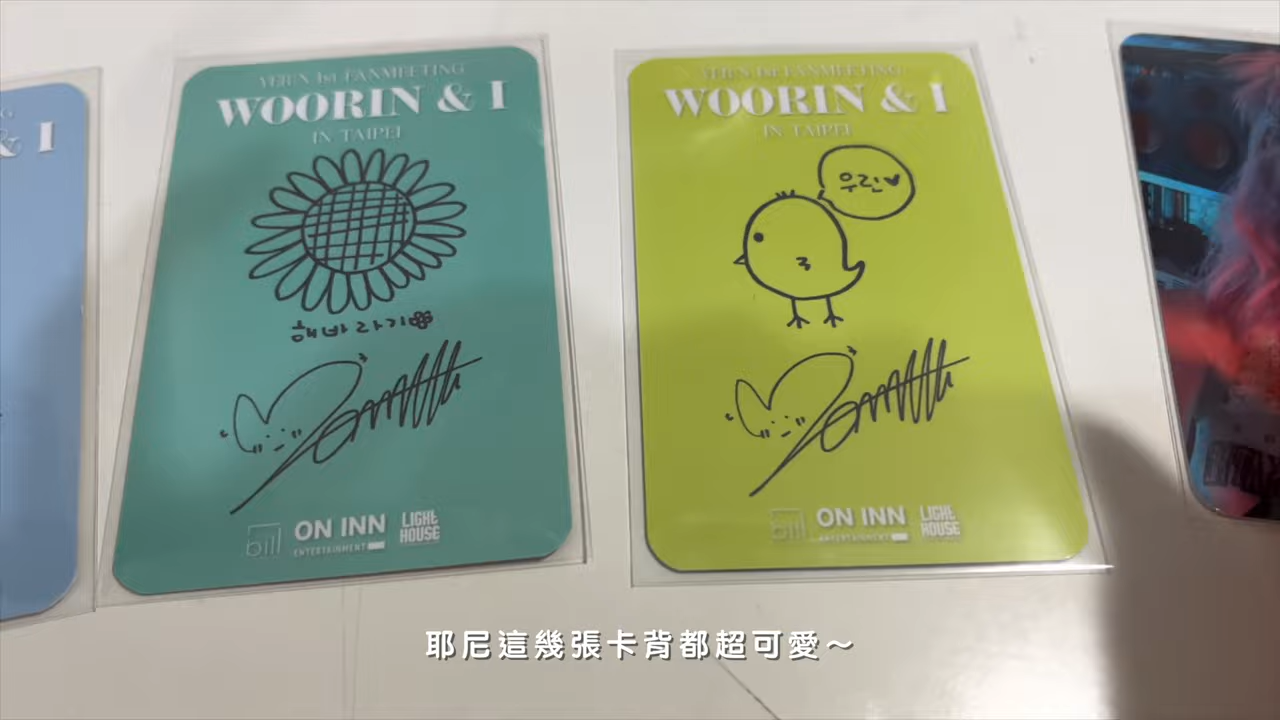 & I
YERIN 1st FANMEETING
WOORIN & I
IN TAIPEI
해바라기
ON INN
ENTERTAINMENT
LIGHT
HOUSE
YERIN 1st FANMEETING
WOORIN & I
IN TAIPEI
우린♥
ON INN
ENTERTAINMENT
LIGHT
HOUSE
耶尼這幾張卡背都超可愛～